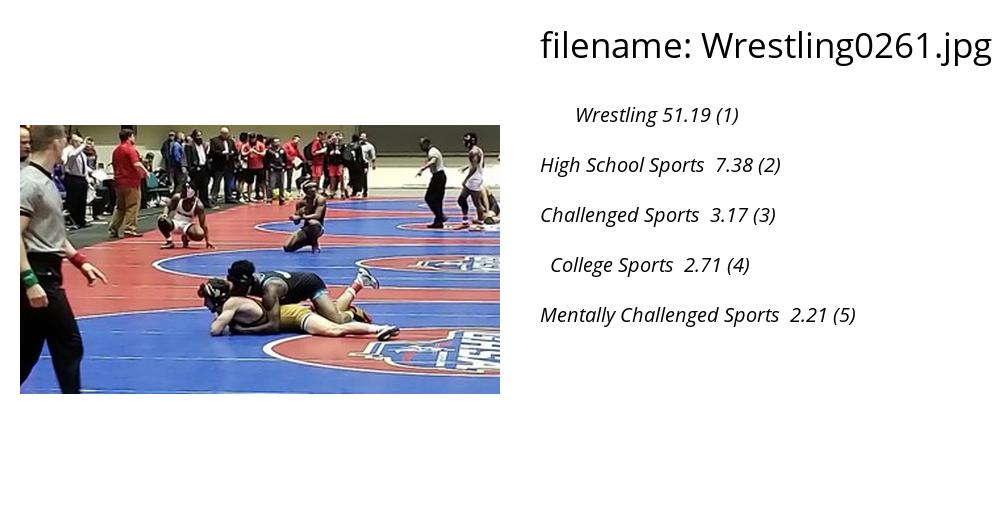 filename: Wrestling0261.jpg
Wrestling 51.19 (1)
High School Sports 7.38 (2)
Challenged Sports 3.17 (3)
College Sports 2.71 (4)
Mentally Challenged Sports 2.21 (5)